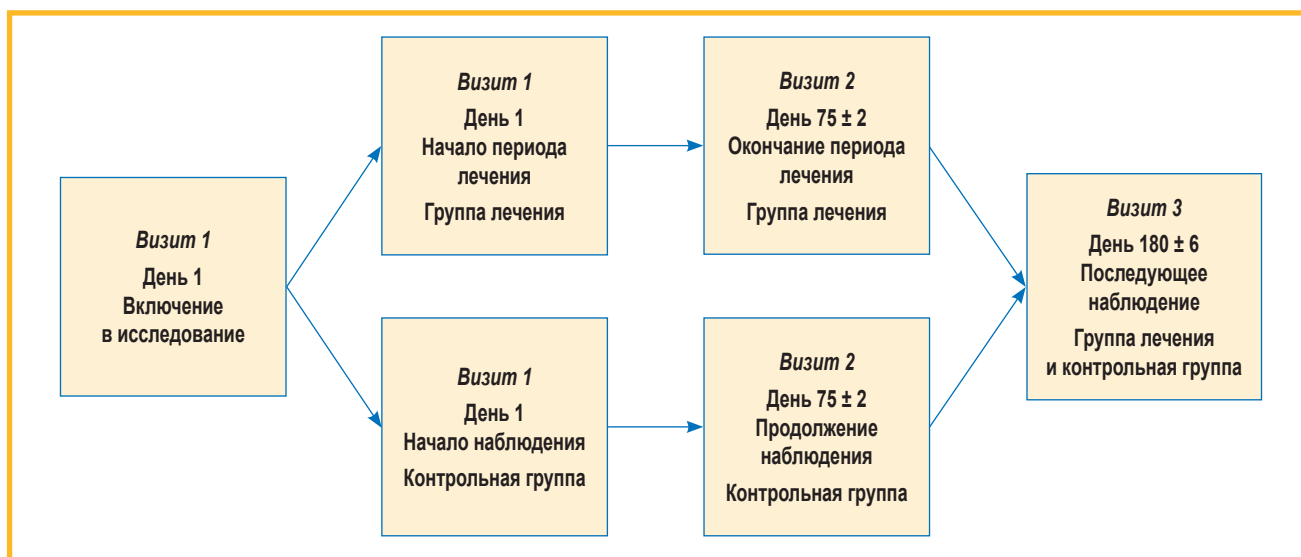 Визит 1
День 1
Включение
в исследование
Визит 1
День 1
Начало периода
лечения
Группа лечения
Визит 2
День 75 ± 2
Окончание периода
лечения
Группа лечения
Визит 1
День 1
Начало наблюдения
Контрольная группа
Визит 2
День 75 ± 2
Продолжение
наблюдения
Контрольная группа
Визит 3
День 180 ± 6
Последующее
наблюдение
Группа лечения
и контрольная группа